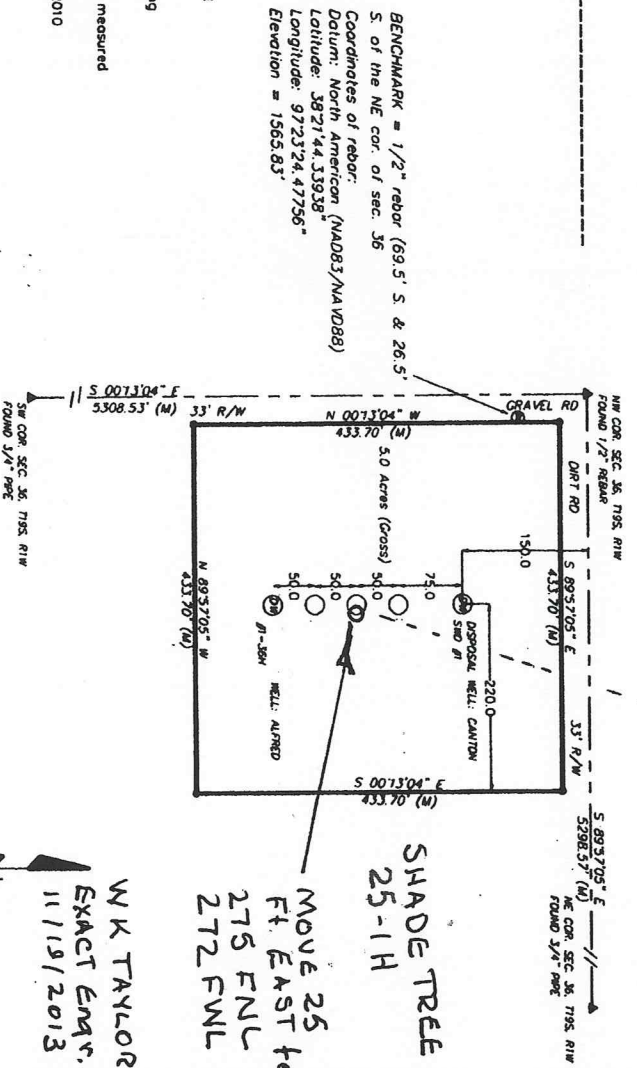 measured
2010
BENCHMARK = 1/2" rebar (69.5' S. & 26.5'
S. of the NE cor. of sec. 36
Coordinates of rebar:
Datum: North American (NAD83/NAVD88)
Latitude: 38°21'44.33938"
Longitude: 97°23'24.47756"
Elevation = 1565.83'
NW COR. SEC. 36, T19S, R1W
FOUND 1/2" REBAR
S 89°57'05" E
5298.57' (M)
NE COR. SEC. 36, T19S, R1W
FOUND 3/4" PIPE
GRAVEL RD
DIRT RD
33' R/W
S 89°57'05" E
433.70' (M)
N 00°13'04" W
433.70' (M)
150.0
220.0
DISPOSAL WELL: CANTON
SWD #1
5.0 Acres (Gross)
75.0
50.0
50.0
50.0
WELL: ALFRED
#1-36H
S 00°13'04" E
433.70' (M)
S 00°13'04" E
5308.53' (M)
33' R/W
N 89°57'05" W
433.70' (M)
SW COR. SEC. 36, T19S, R1W
FOUND 3/4" PIPE
SHADE TREE
25-1H
MOVE 25
Ft. EAST
275 FNL
272 FWL
W K TAYLOR
EXACT Engr.
11/19/2013